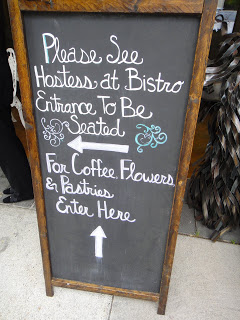 Please See
Hostess at Bistro
Entrance To Be
Seated
For Coffee, Flowers,
& Pastries
Enter Here